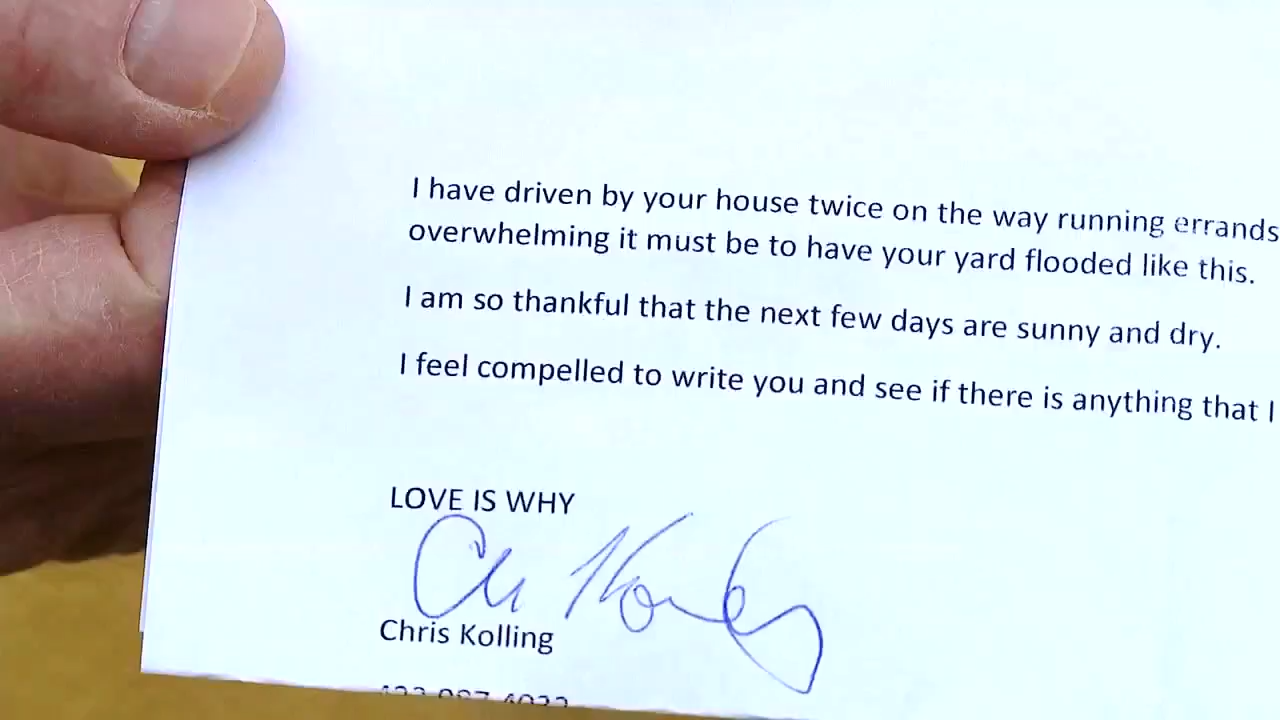 I have driven by your house twice on the way running errands
overwhelming it must be to have your yard flooded like this.
I am so thankful that the next few days are sunny and dry.
I feel compelled to write you and see if there is anything that I
LOVE IS WHY
Chris Kolling